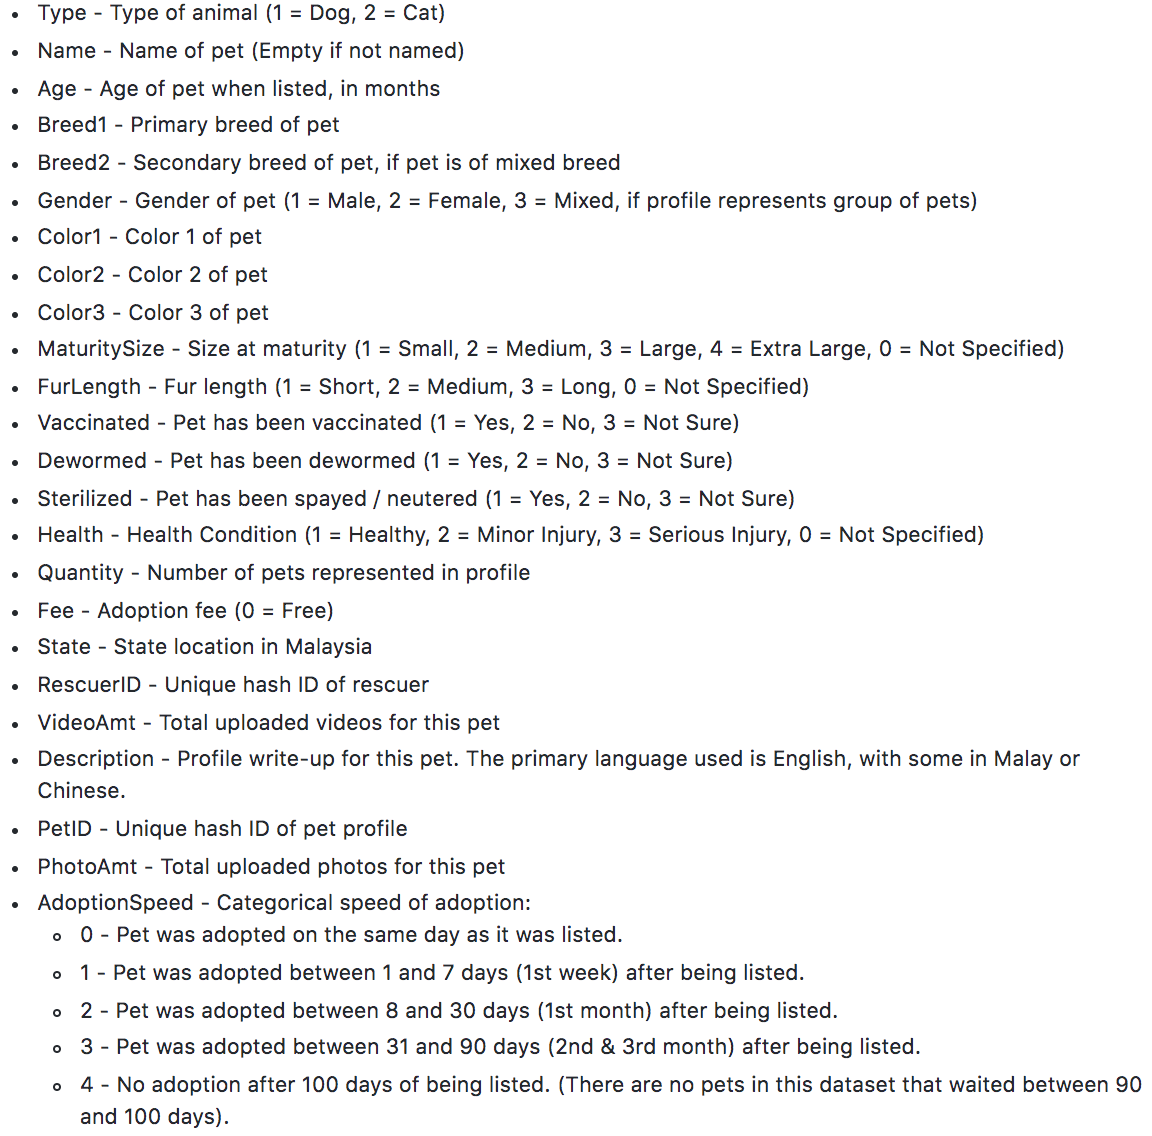 • Type - Type of animal (1 = Dog, 2 = Cat)
• Name - Name of pet (Empty if not named)
• Age - Age of pet when listed, in months
• Breed1 - Primary breed of pet
• Breed2 - Secondary breed of pet, if pet is of mixed breed
• Gender - Gender of pet (1 = Male, 2 = Female, 3 = Mixed, if profile represents group of pets)
• Color1 - Color 1 of pet
• Color2 - Color 2 of pet
• Color3 - Color 3 of pet
• MaturitySize - Size at maturity (1 = Small, 2 = Medium, 3 = Large, 4 = Extra Large, 0 = Not Specified)
• FurLength - Fur length (1 = Short, 2 = Medium, 3 = Long, 0 = Not Specified)
• Vaccinated - Pet has been vaccinated (1 = Yes, 2 = No, 3 = Not Sure)
• Dewormed - Pet has been dewormed (1 = Yes, 2 = No, 3 = Not Sure)
• Sterilized - Pet has been spayed / neutered (1 = Yes, 2 = No, 3 = Not Sure)
• Health - Health Condition (1 = Healthy, 2 = Minor Injury, 3 = Serious Injury, 0 = Not Specified)
• Quantity - Number of pets represented in profile
• Fee - Adoption fee (0 = Free)
• State - State location in Malaysia
• RescuerID - Unique hash ID of rescuer
• VideoAmt - Total uploaded videos for this pet
• Description - Profile write-up for this pet. The primary language used is English, with some in Malay or
Chinese.
• PetID - Unique hash ID of pet profile
• PhotoAmt - Total uploaded photos for this pet
• AdoptionSpeed - Categorical speed of adoption:
◦ 0 - Pet was adopted on the same day as it was listed.
◦ 1 - Pet was adopted between 1 and 7 days (1st week) after being listed.
◦ 2 - Pet was adopted between 8 and 30 days (1st month) after being listed.
◦ 3 - Pet was adopted between 31 and 90 days (2nd & 3rd month) after being listed.
◦ 4 - No adoption after 100 days of being listed. (There are no pets in this dataset that waited between 90
and 100 days).